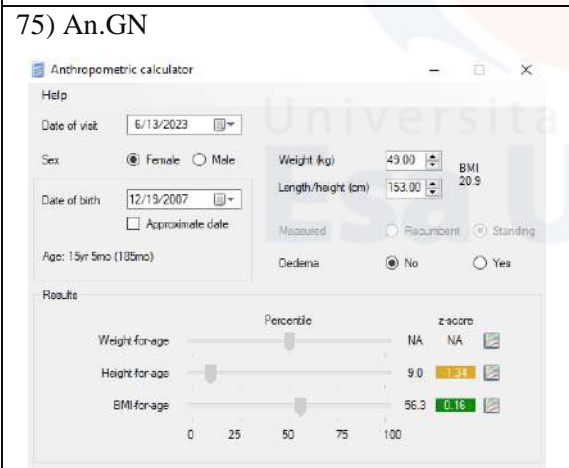 75) An.GN
Anthropometric calculator
Help
Date of visit 6/13/2023
Sex Female Male Weight (kg) 49.00 BMI
Length/height (cm) 153.00 20.9
Date of birth 12/19/2007
Approximate date
Measured Recumbent Standing
Age: 15yr 5mo (185mo)
Oedema No Yes
Results
Percentile z-score
Weight-for-age NA NA
Height-for-age 9.0 -1.34
BMI-for-age 56.3 0.16
0 25 50 75 100
Universita
Esa U